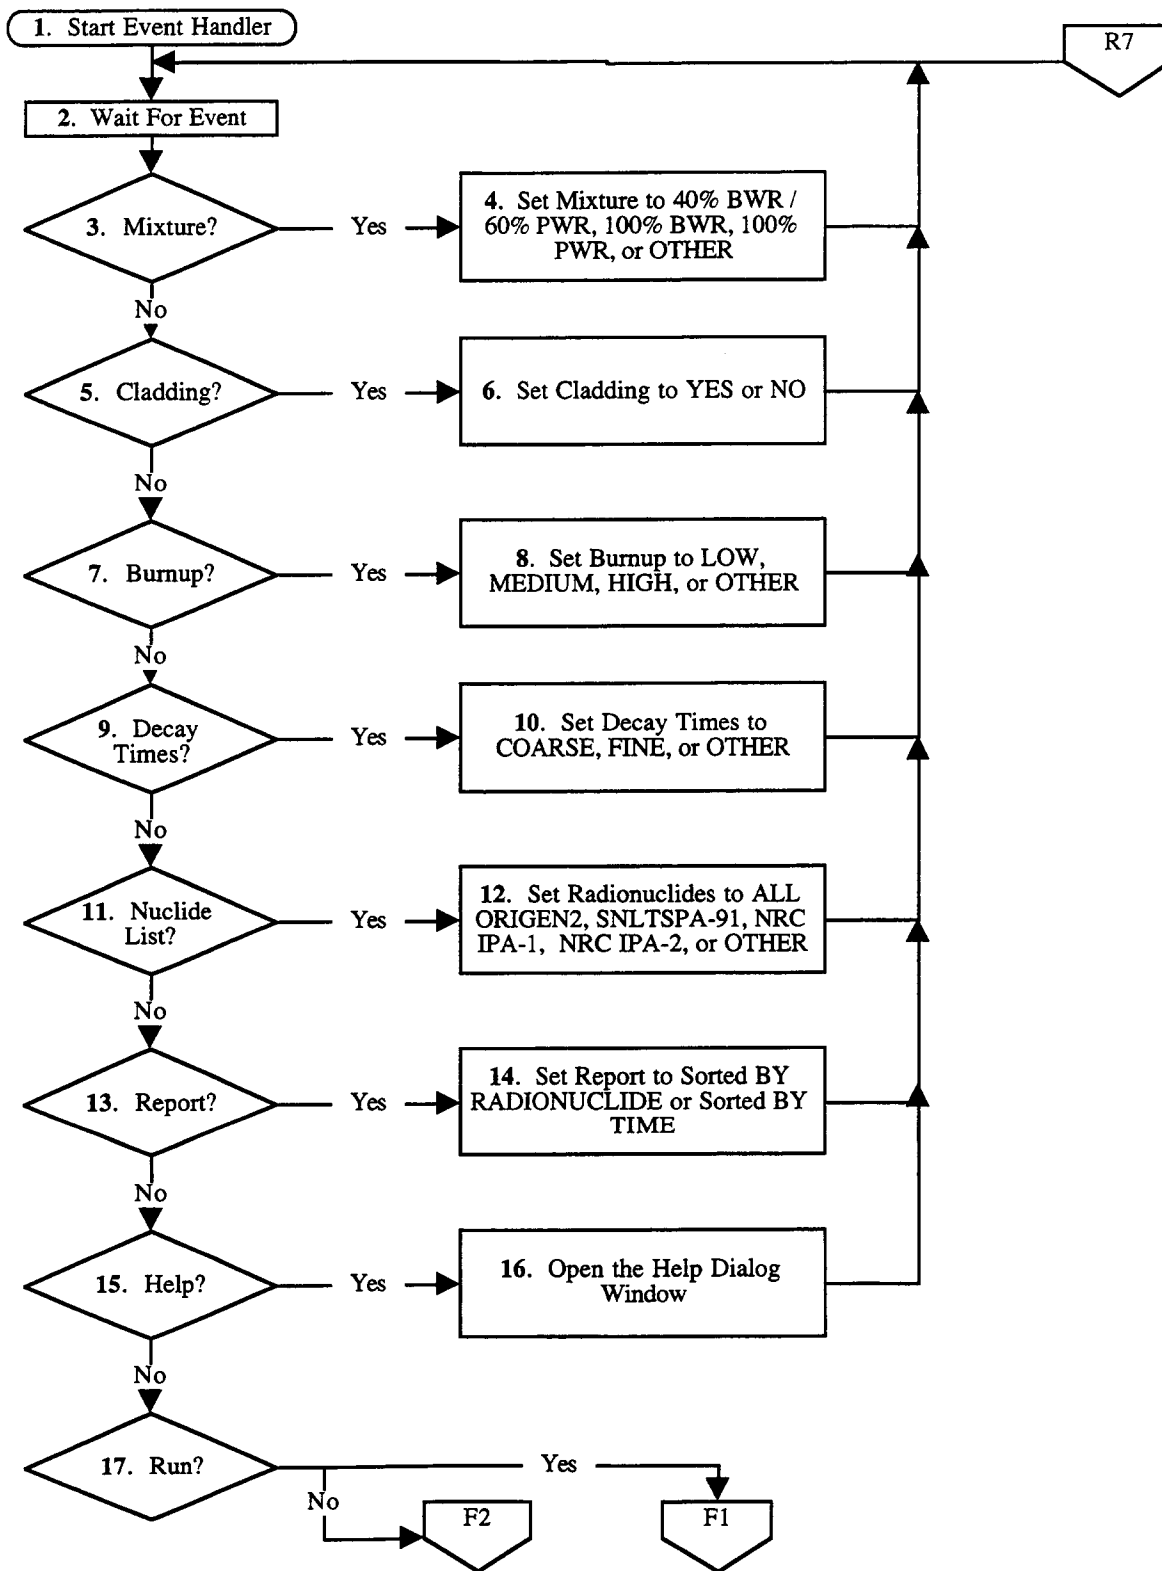 1. Start Event Handler
R7
2. Wait For Event
3. Mixture?
Yes
4. Set Mixture to 40% BWR /
60% PWR, 100% BWR, 100%
PWR, or OTHER
No
5. Cladding?
Yes
6. Set Cladding to YES or NO
No
7. Burnup?
Yes
8. Set Burnup to LOW,
MEDIUM, HIGH, or OTHER
No
9. Decay
Times?
Yes
10. Set Decay Times to
COARSE, FINE, or OTHER
No
11. Nuclide
List?
Yes
12. Set Radionuclides to ALL
ORIGEN2, SNLTSPA-91, NRC
IPA-1, NRC IPA-2, or OTHER
No
13. Report?
Yes
14. Set Report to Sorted BY
RADIONUCLIDE or Sorted BY
TIME
No
15. Help?
Yes
16. Open the Help Dialog
Window
No
17. Run?
Yes
No
F2
F1